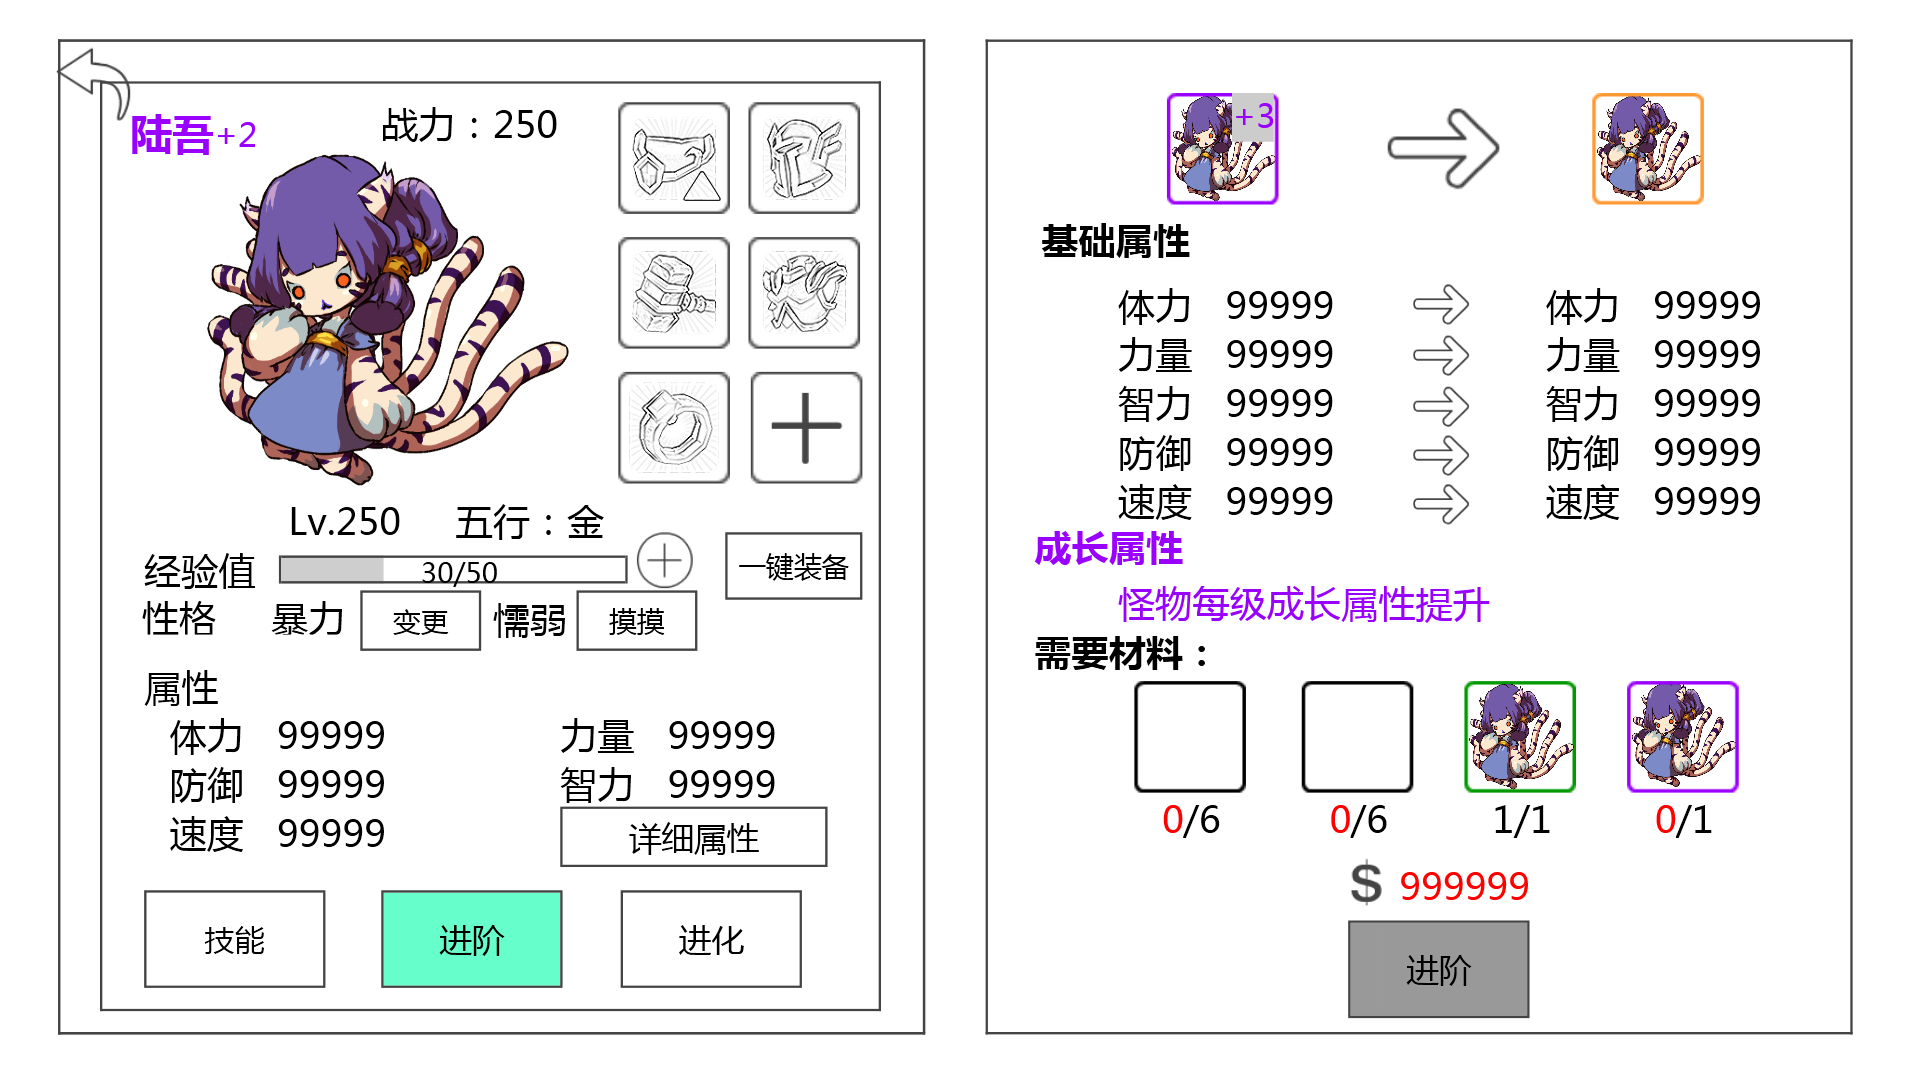 陆吾+2
战力：250
Lv.250 五行：金
经验值 30/50
一键装备
性格 暴力 变更 懦弱 摸摸
属性
体力 99999 力量 99999
防御 99999 智力 99999
速度 99999 详细属性
技能 进阶 进化
+3
基础属性
体力 99999 体力 99999
力量 99999 力量 99999
智力 99999 智力 99999
防御 99999 防御 99999
速度 99999 速度 99999
成长属性
怪物每级成长属性提升
需要材料：
0/6 0/6 1/1 0/1
$ 999999
进阶